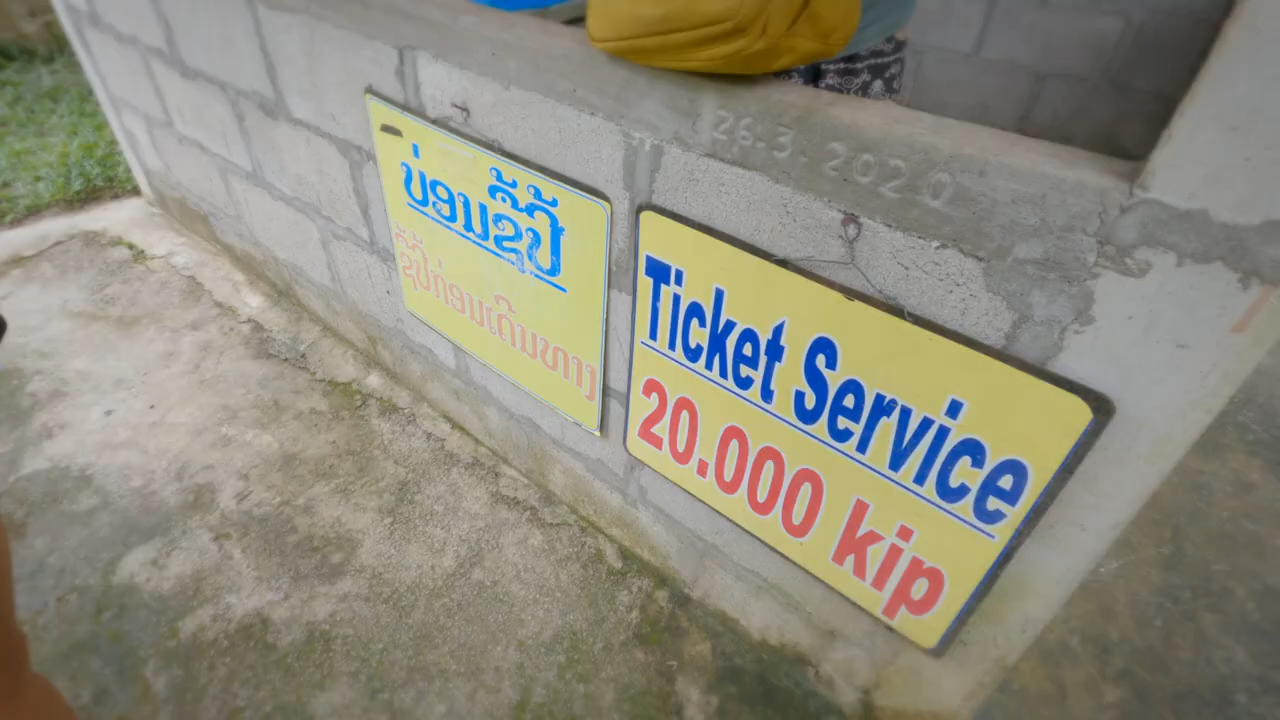 26.3.2020
ບ່ອນຊື້ປີ້
ຊື້ປີ້ກ່ອນເດີນທາງ
Ticket Service
20.000 kip